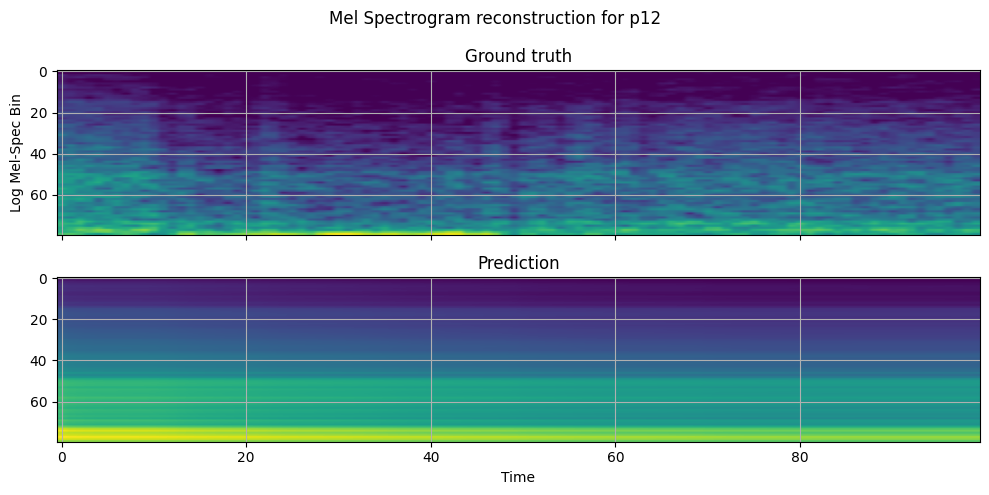 Mel Spectrogram reconstruction for p12
Ground truth
Log Mel-Spec Bin
0
20
40
60
Prediction
0
20
40
60
0 20 40 60 80
Time